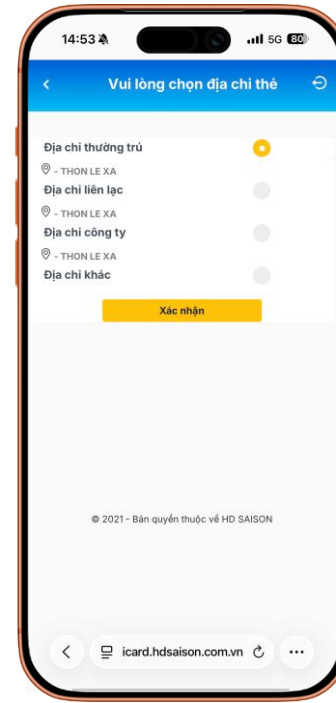 14:53 5G 80
Vui lòng chọn địa chỉ thẻ
Địa chỉ thường trú
- THON LE XA
Địa chỉ liên lạc
- THON LE XA
Địa chỉ công ty
- THON LE XA
Địa chỉ khác
Xác nhận
© 2021 - Bản quyền thuộc về HD SAISON
icard.hdsaison.com.vn